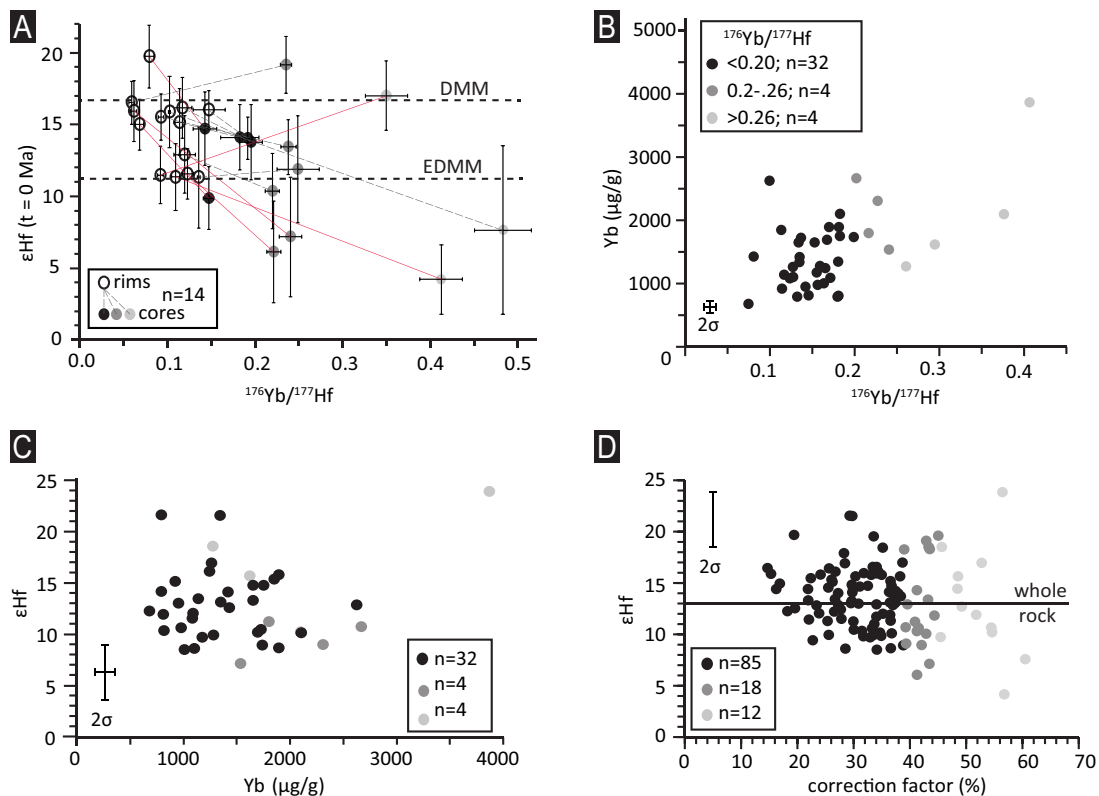 A
20
15
10
5
0
εHf (t = 0 Ma)
DMM
EDMM
rims
n=14
cores
0.0
0.1
0.2
0.3
0.4
0.5
¹⁷⁶Yb/¹⁷⁷Hf
B
5000
4000
3000
2000
1000
0
Yb (µg/g)
¹⁷⁶Yb/¹⁷⁷Hf
<0.20; n=32
0.2-.26; n=4
>0.26; n=4
2σ
0.1
0.2
0.3
0.4
¹⁷⁶Yb/¹⁷⁷Hf
C
25
20
15
10
5
0
εHf
2σ
n=32
n=4
n=4
0
1000
2000
3000
4000
Yb (µg/g)
D
25
20
15
10
5
0
εHf
2σ
whole
rock
n=85
n=18
n=12
0
10
20
30
40
50
60
70
correction factor (%)